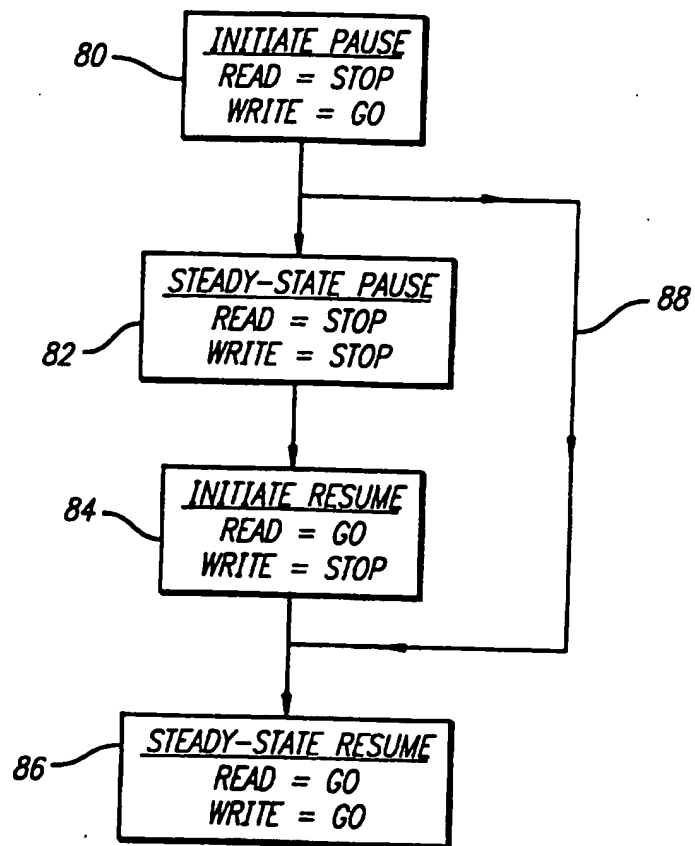 80
INITIATE PAUSE
READ = STOP
WRITE = GO
STEADY-STATE PAUSE
READ = STOP
WRITE = STOP
82
88
INITIATE RESUME
READ = GO
WRITE = STOP
84
STEADY-STATE RESUME
READ = GO
WRITE = GO
86